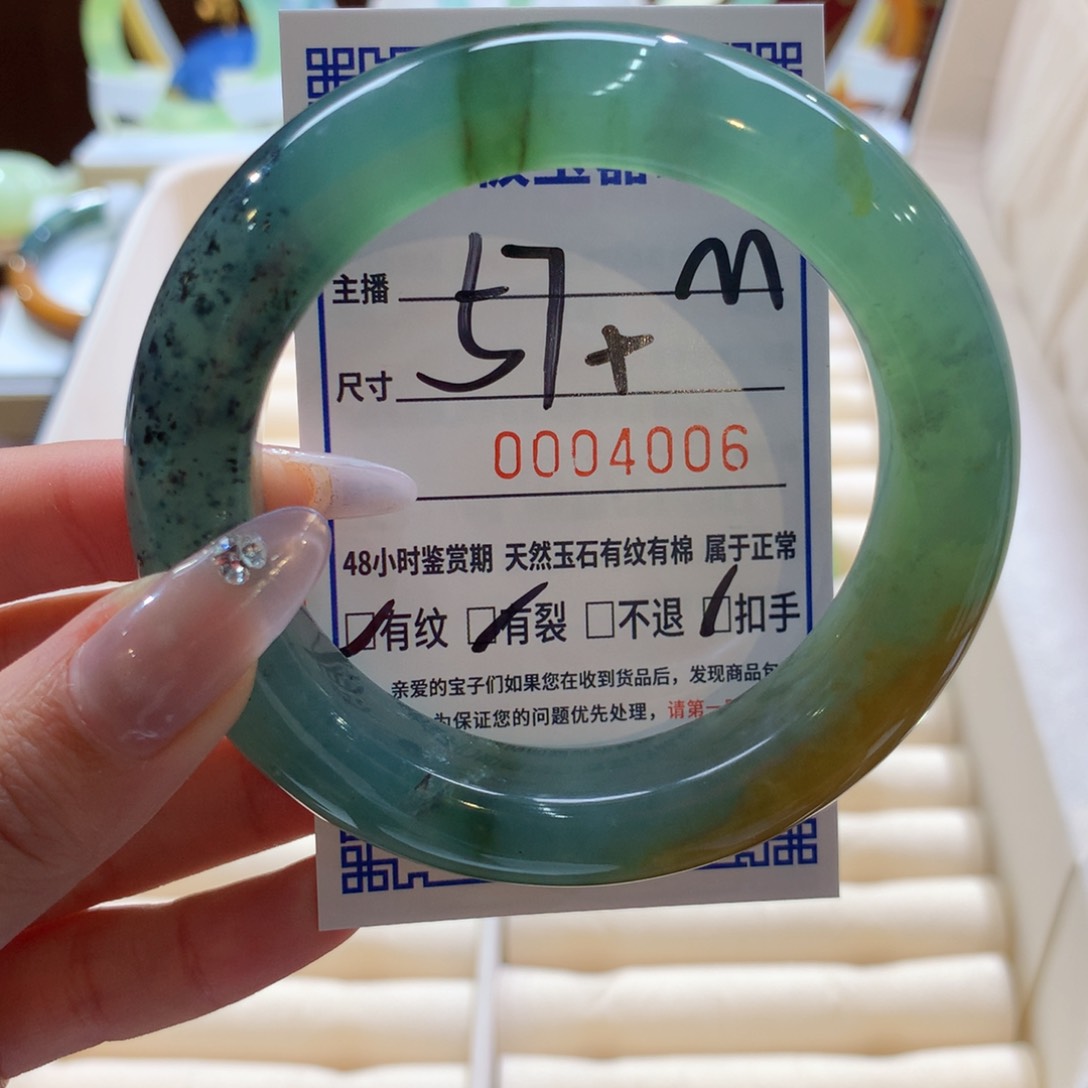 玉器
主播 M
尺寸 57+
0004006
48小时鉴赏期 天然玉石有纹有棉 属于正常
□有纹 □有裂 □不退 □扣手
亲爱的宝子们如果您在收到货品后，发现商品
为保证您的问题优先处理，请第一